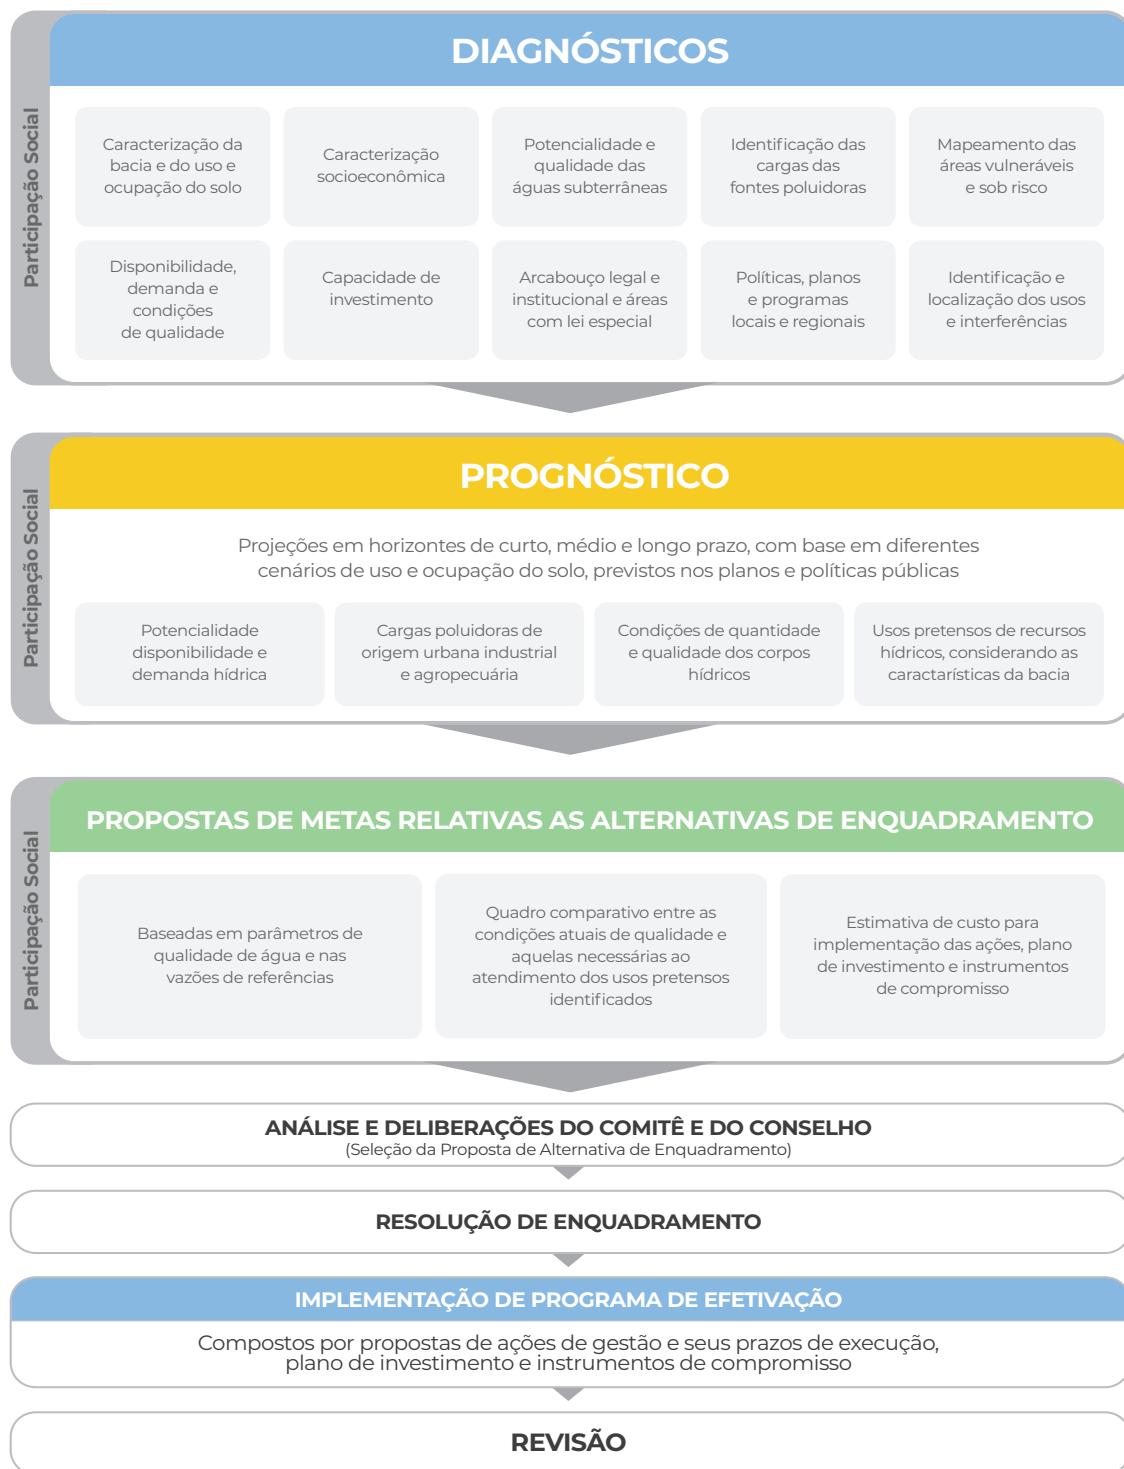 Participação Social
DIAGNÓSTICOS
Caracterização da
bacia e do uso e
ocupação do solo
Caracterização
socioeconômica
Potencialidade e
qualidade das
águas subterrâneas
Identificação das
cargas das
fontes poluidoras
Mapeamento das
áreas vulneráveis
e sob risco
Disponibilidade,
demanda e
condições
de qualidade
Capacidade de
investimento
Arcabouço legal e
institucional e áreas
com lei especial
Políticas, planos
e programas
locais e regionais
Identificação e
localização dos usos
e interferências
Participação Social
PROGNÓSTICO
Projeções em horizontes de curto, médio e longo prazo, com base em diferentes
cenários de uso e ocupação do solo, previstos nos planos e políticas públicas
Potencialidade
disponibilidade e
demanda hídrica
Cargas poluidoras de
origem urbana industrial
e agropecuária
Condições de quantidade
e qualidade dos corpos
hídricos
Usos pretensos de recursos
hídricos, considerando as
caractarísticas da bacia
Participação Social
PROPOSTAS DE METAS RELATIVAS AS ALTERNATIVAS DE ENQUADRAMENTO
Baseadas em parâmetros de
qualidade de água e nas
vazões de referências
Quadro comparativo entre as
condições atuais de qualidade e
aquelas necessárias ao
atendimento dos usos pretensos
identificados
Estimativa de custo para
implementação das ações, plano
de investimento e instrumentos
de compromisso
ANÁLISE E DELIBERAÇÕES DO COMITÊ E DO CONSELHO
(Seleção da Proposta de Alternativa de Enquadramento)
RESOLUÇÃO DE ENQUADRAMENTO
IMPLEMENTAÇÃO DE PROGRAMA DE EFETIVAÇÃO
Compostos por propostas de ações de gestão e seus prazos de execução,
plano de investimento e instrumentos de compromisso
REVISÃO